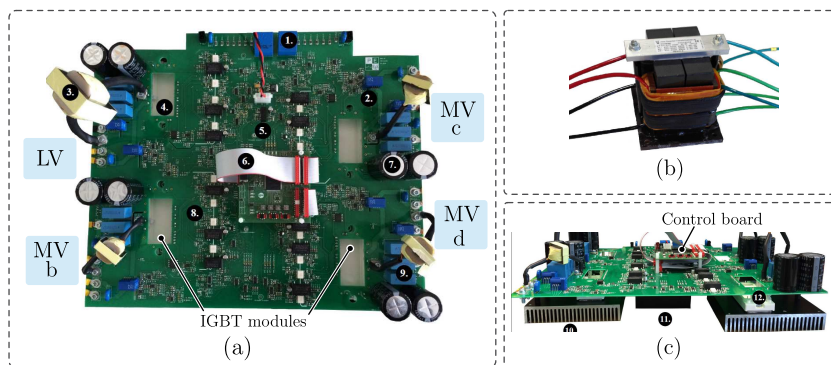 1.
2.
3.
4.
5.
6.
7.
8.
9.
LV
MV
b
MV
c
MV
d
IGBT modules
(a)
(b)
Control board
10.
11.
12.
(c)